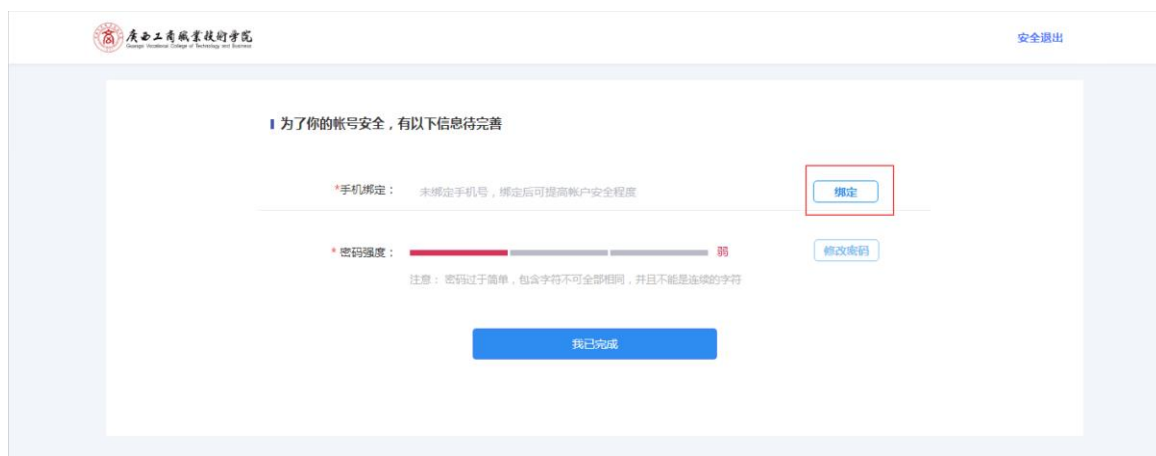 广西工商职业技术学院
Guangxi Vocational College of Technology and Business
安全退出
为了你的帐号安全，有以下信息待完善
*手机绑定：
未绑定手机号，绑定后可提高帐户安全程度
绑定
* 密码强度：
弱
修改密码
注意： 密码过于简单，包含字符不可全部相同，并且不能是连续的字符
我已完成